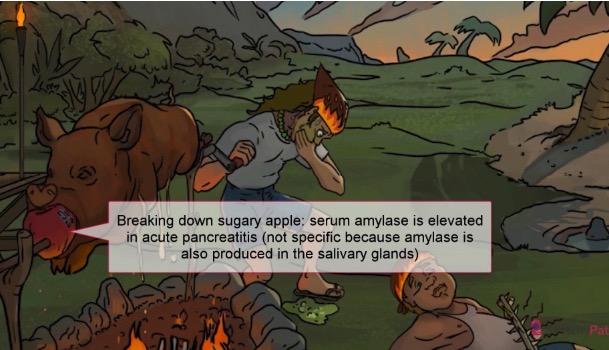 Breaking down sugary apple: serum amylase is elevated
in acute pancreatitis (not specific because amylase is
also produced in the salivary glands)
Pat